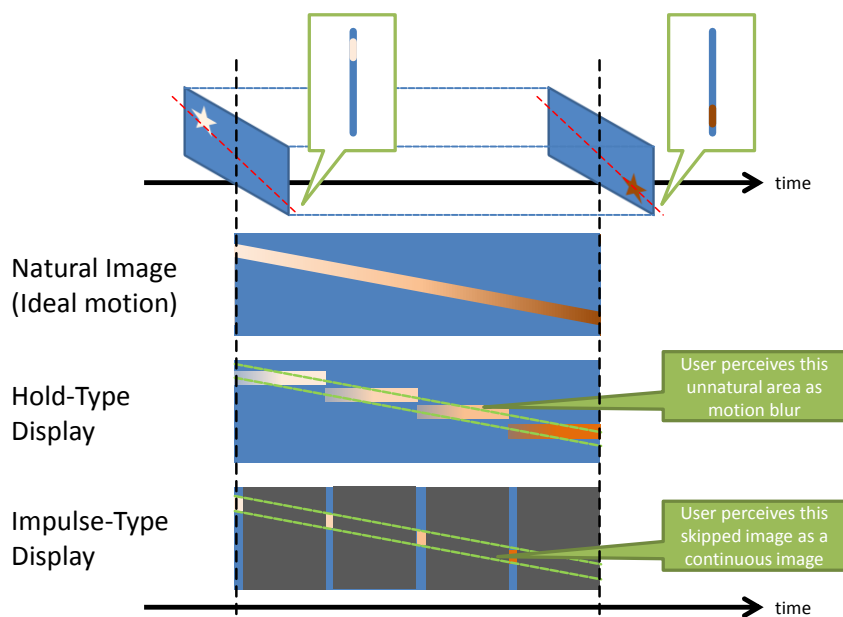 time
Natural Image
(Ideal motion)
Hold-Type
Display
User perceives this
unnatural area as
motion blur
Impulse-Type
Display
User perceives this
skipped image as a
continuous image
time